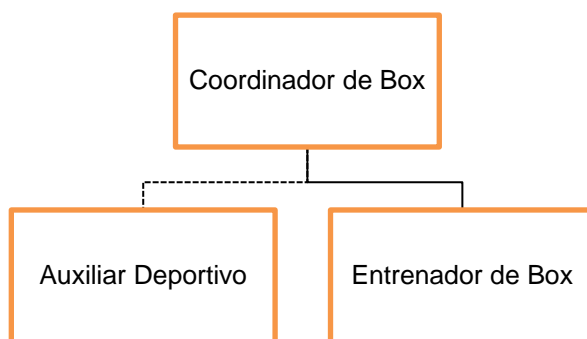 Coordinador de Box
Auxiliar Deportivo
Entrenador de Box